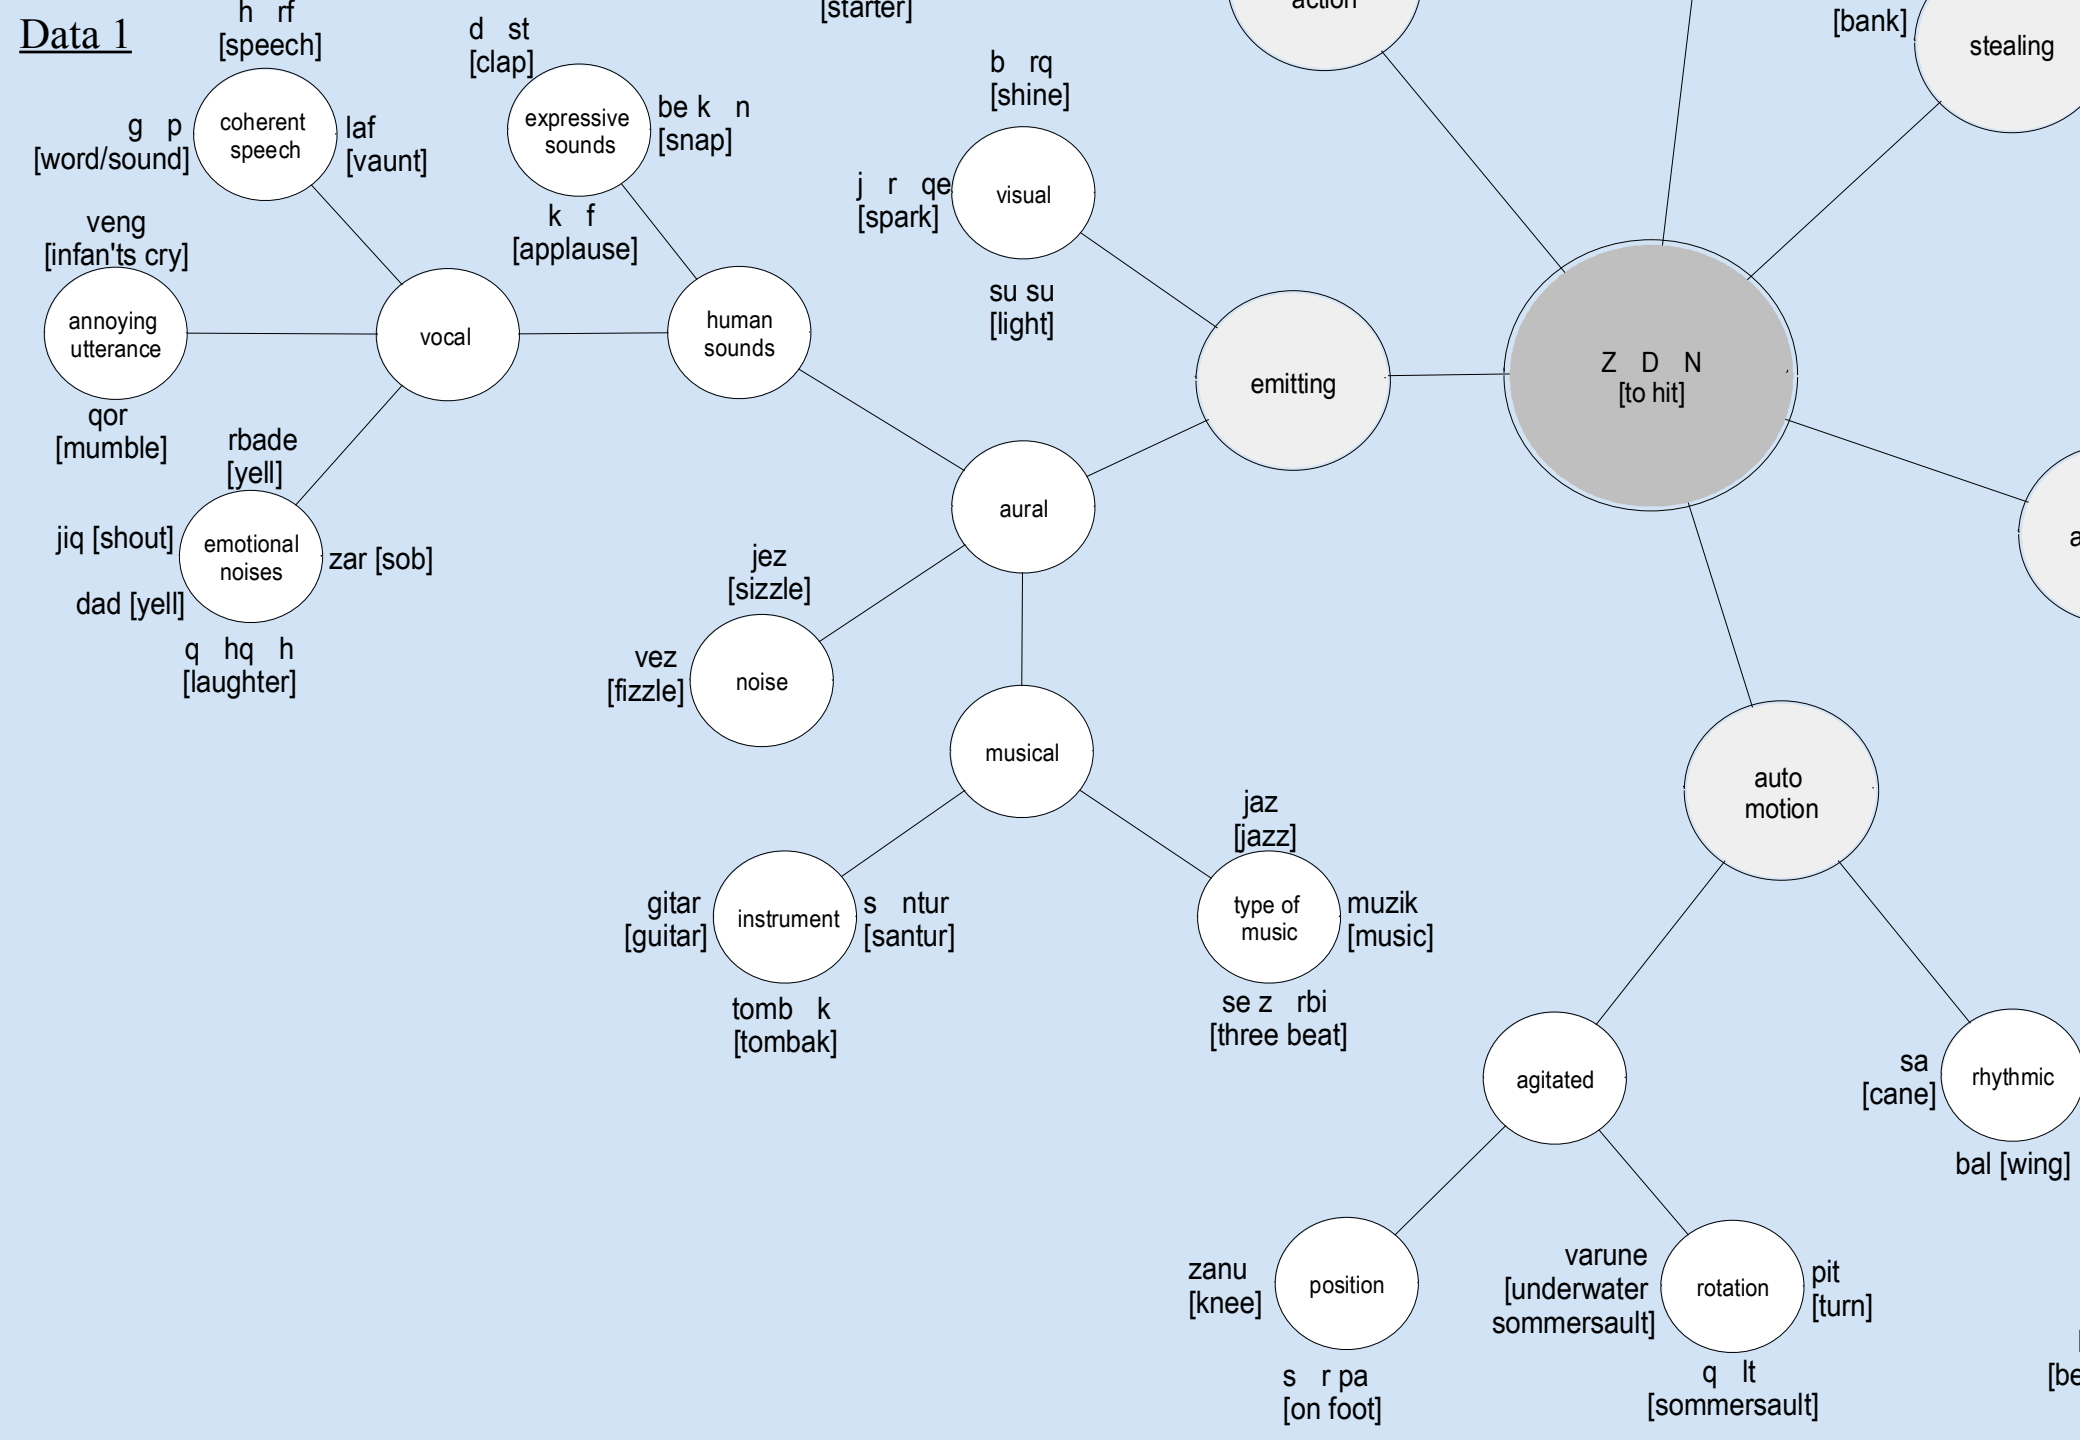 Data 1
h rf
[speech]
g p
[word/sound]
coherent
speech
laf
[vaunt]
d st
[clap]
expressive
sounds
be k n
[snap]
k f
[applause]
[starter]
action
[bank]
stealing
b rq
[shine]
j r qe
[spark]
visual
su su
[light]
veng
[infan'ts cry]
annoying
utterance
qor
[mumble]
vocal
human
sounds
emitting
Z D N
[to hit]
rbade
[yell]
jiq [shout]
emotional
noises
zar [sob]
dad [yell]
q hq h
[laughter]
aural
jez
[sizzle]
vez
[fizzle]
noise
musical
auto
motion
gitar
[guitar]
instrument
s ntur
[santur]
tomb k
[tombak]
jaz
[jazz]
type of
music
muzik
[music]
se z rbi
[three beat]
agitated
sa
[cane]
rhythmic
bal [wing]
zanu
[knee]
position
s r pa
[on foot]
varune
[underwater
sommersault]
rotation
pit
[turn]
q lt
[sommersault]